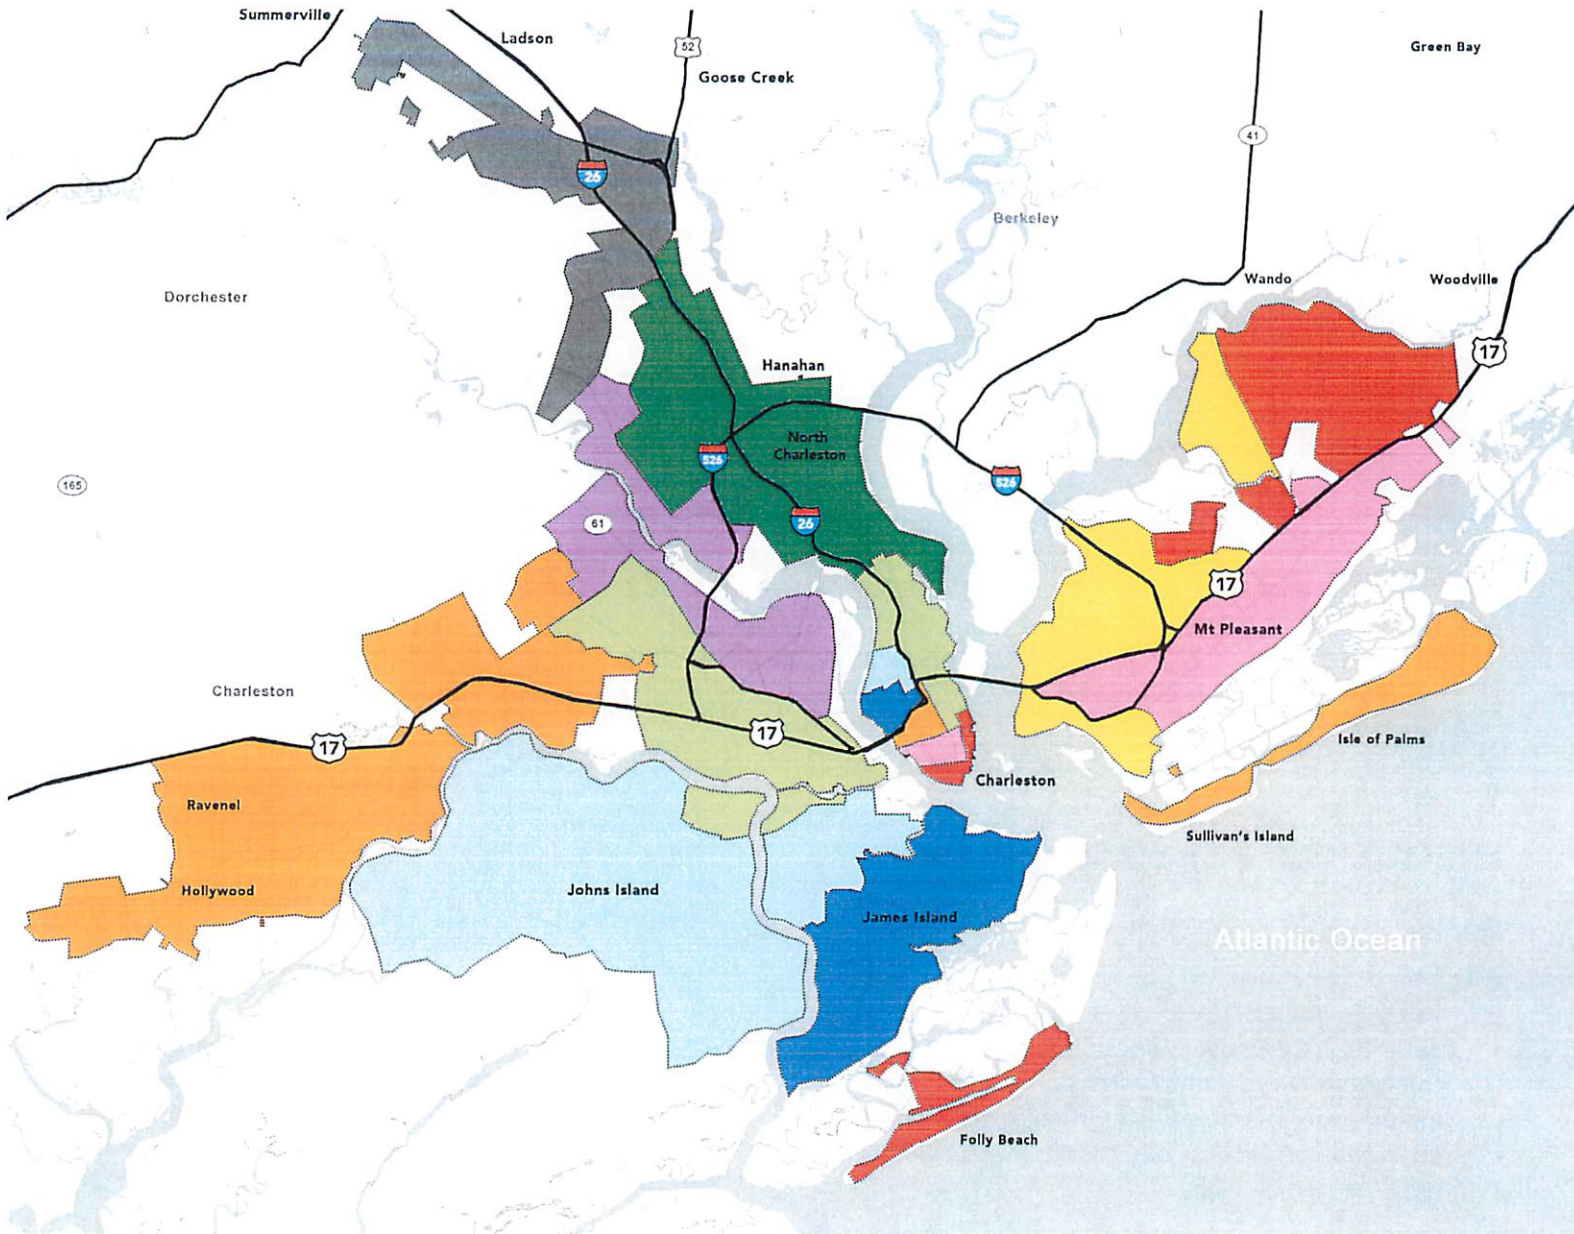 Summerville
Ladson
52
Green Bay
Goose Creek
41
26
Berkeley
Wando
Woodville
Dorchester
17
Hanahan
North
Charleston
526
526
165
61
26
17
Mt Pleasant
Charleston
17
17
Isle of Palms
Charleston
Ravenel
Sullivan's Island
Hollywood
Johns Island
James Island
Atlantic Ocean
Folly Beach